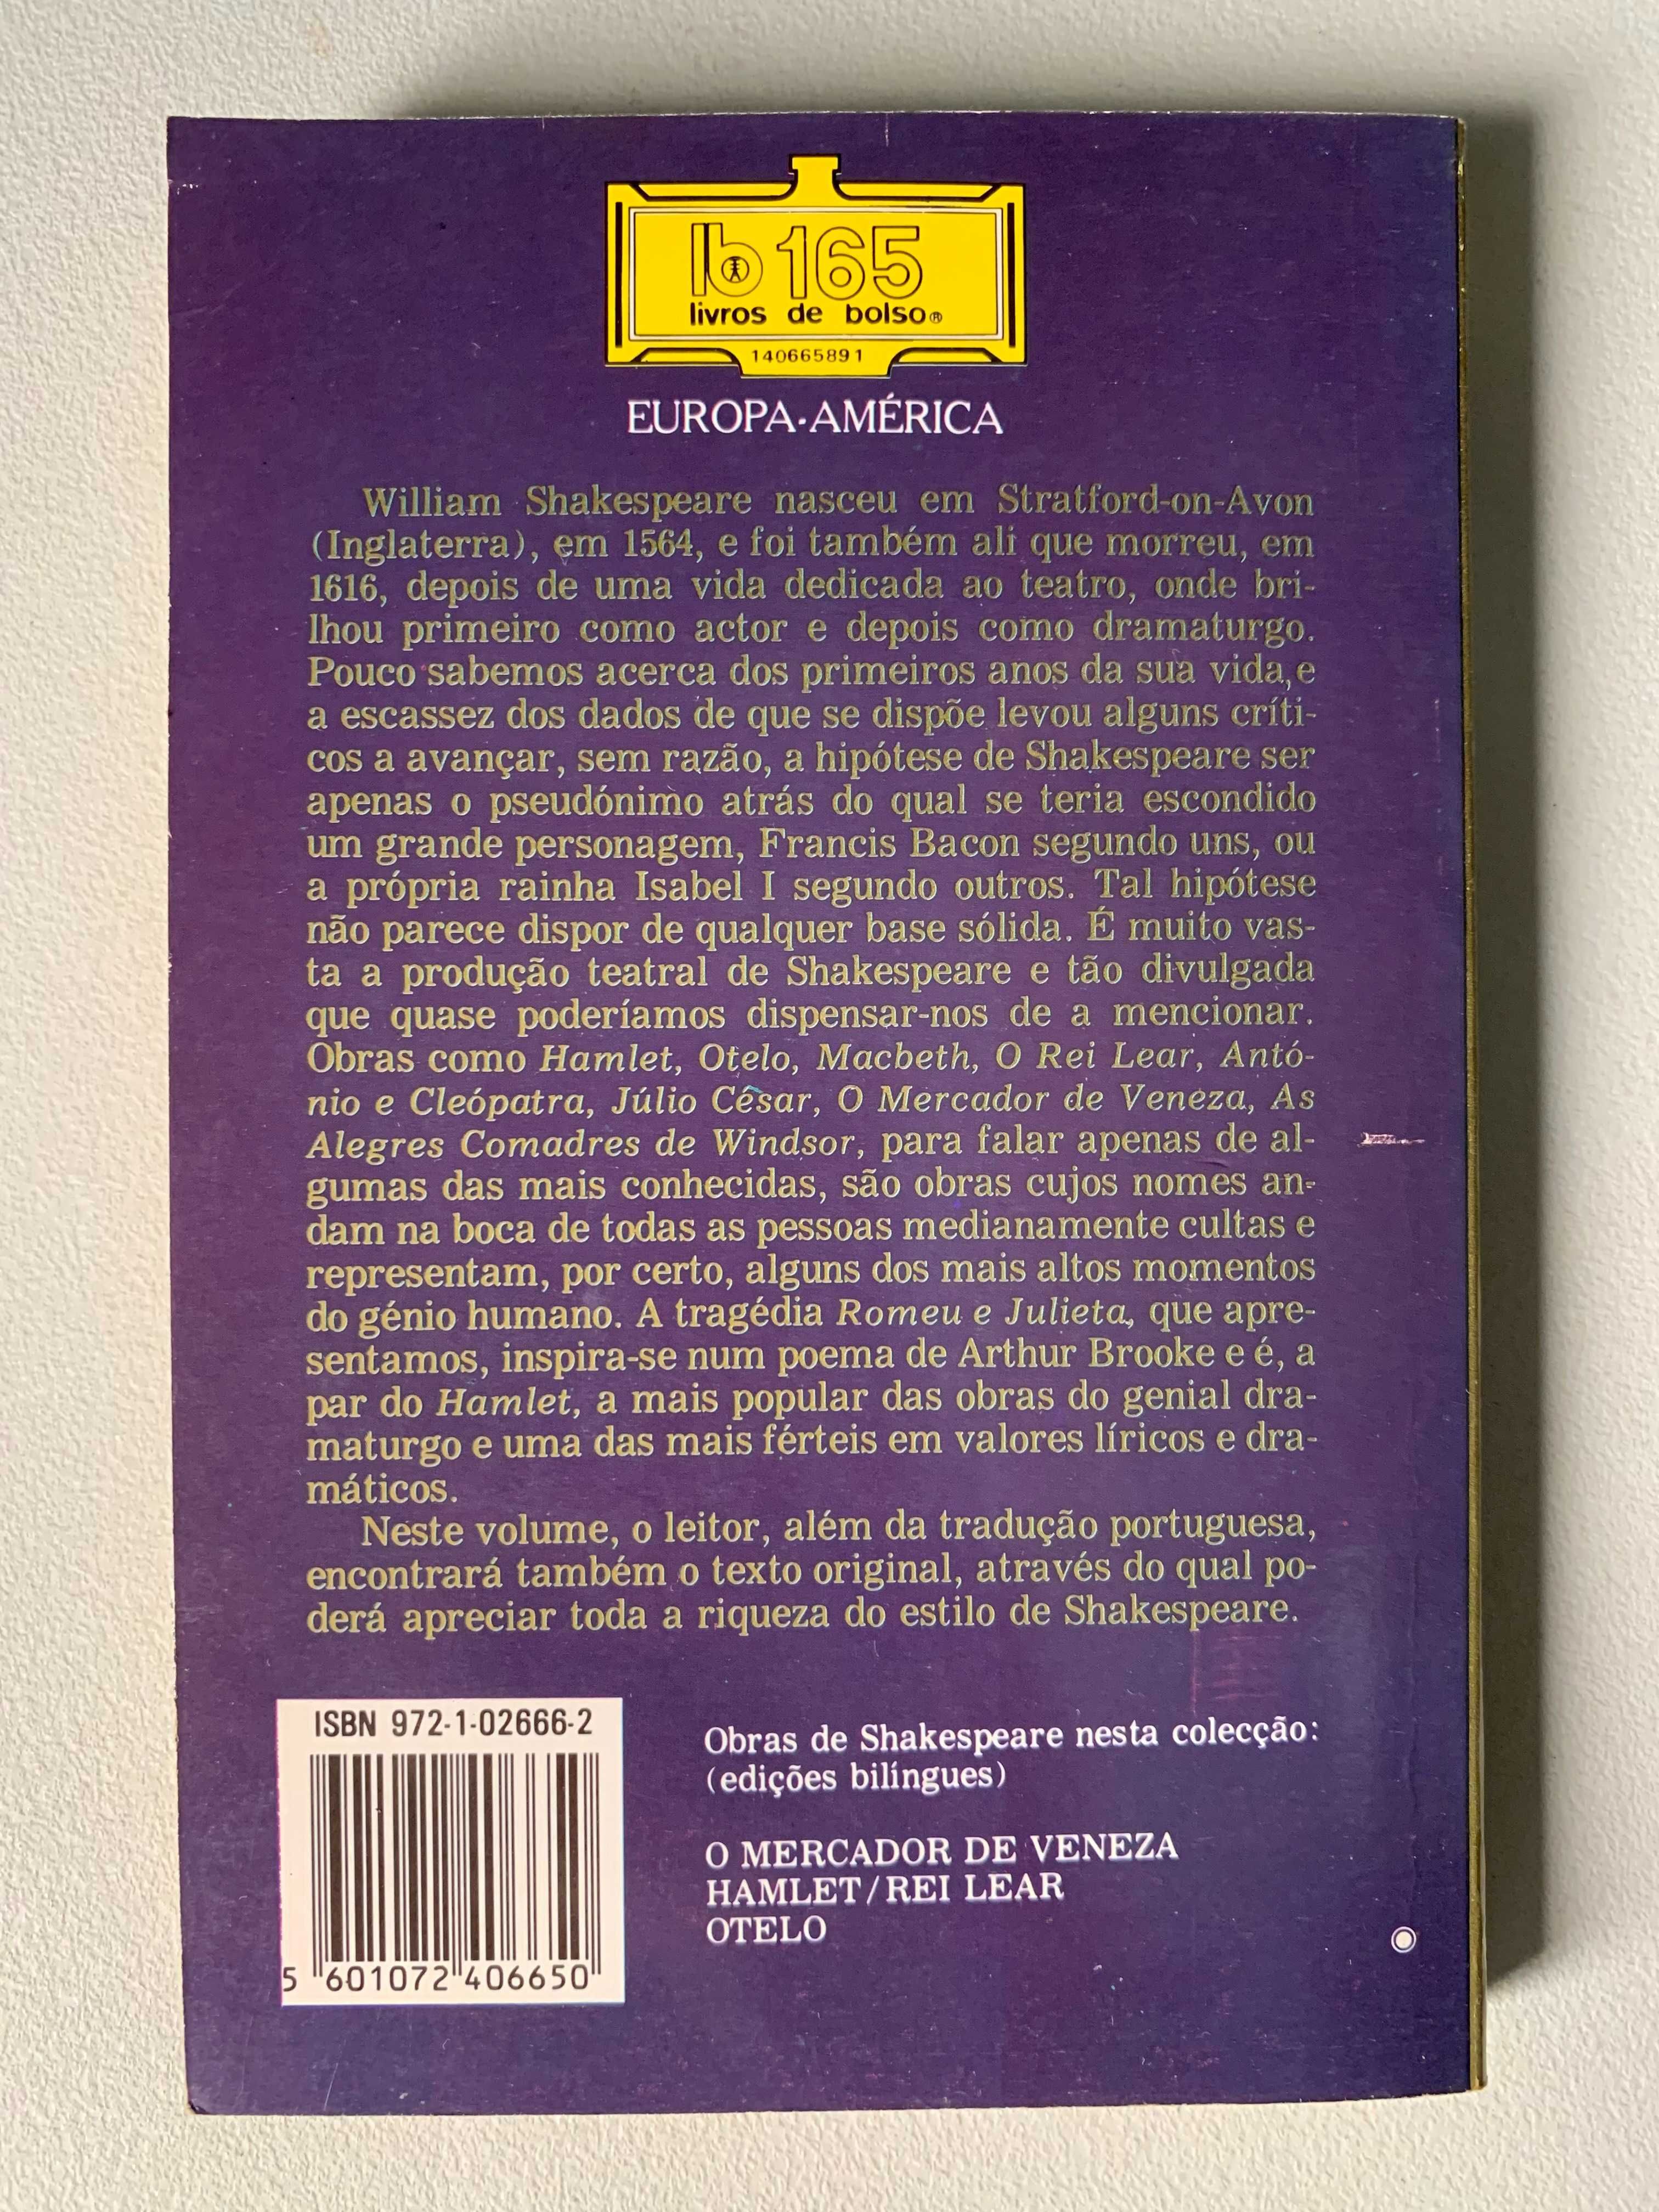 lb 165
livros de bolso®
140665891
EUROPA-AMÉRICA
William Shakespeare nasceu em Stratford-on-Avon
(Inglaterra), em 1564, e foi também ali que morreu, em
1616, depois de uma vida dedicada ao teatro, onde bri-
lhou primeiro como actor e depois como dramaturgo.
Pouco sabemos acerca dos primeiros anos da sua vida, e
a escassez dos dados de que se dispõe levou alguns críti-
cos a avançar, sem razão, a hipótese de Shakespeare ser
apenas o pseudónimo atrás do qual se teria escondido
um grande personagem, Francis Bacon segundo uns, ou
a própria rainha Isabel I segundo outros. Tal hipótese
não parece dispor de qualquer base sólida. É muito vas-
ta a produção teatral de Shakespeare e tão divulgada
que quase poderíamos dispensar-nos de a mencionar.
Obras como Hamlet, Otelo, Macbeth, O Rei Lear, Antó-
nio e Cleópatra, Júlio César, O Mercador de Veneza, As
Alegres Comadres de Windsor, para falar apenas de al-
gumas das mais conhecidas, são obras cujos nomes an-
dam na boca de todas as pessoas medianamente cultas e
representam, por certo, alguns dos mais altos momentos
do génio humano. A tragédia Romeu e Julieta, que apre-
sentamos, inspira-se num poema de Arthur Brooke e é, a
par do Hamlet, a mais popular das obras do genial dra-
maturgo e uma das mais férteis em valores líricos e dra-
máticos.
Neste volume, o leitor, além da tradução portuguesa,
encontrará também o texto original, através do qual po-
derá apreciar toda a riqueza do estilo de Shakespeare.
ISBN 972-1-02666-2
5 601072 406650
Obras de Shakespeare nesta colecção:
(edições bilíngues)
O MERCADOR DE VENEZA
HAMLET/REI LEAR
OTELO